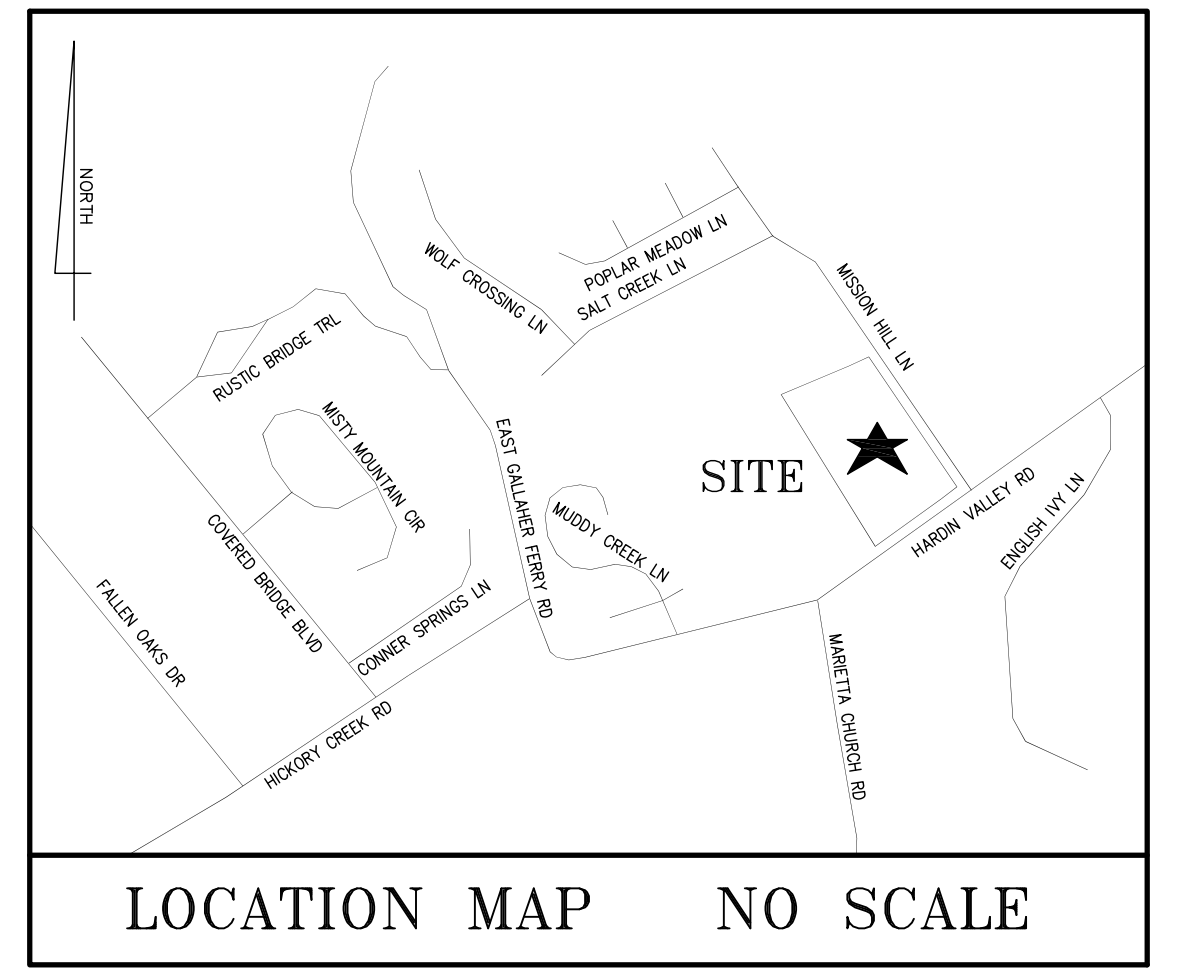 NORTH
WOLF CROSSING LN
POPLAR MEADOW LN
SALT CREEK LN
MISSION HILL LN
RUSTIC BRIDGE TRL
MISTY MOUNTAIN CIR
EAST GALLAHER FERRY RD
SITE
HARDIN VALLEY RD
ENGLISH IVY LN
MUDDY CREEK LN
COVERED BRIDGE BLVD
FALLEN OAKS DR
CONNER SPRINGS LN
MARIETTA CHURCH RD
HICKORY CREEK RD
LOCATION MAP NO SCALE